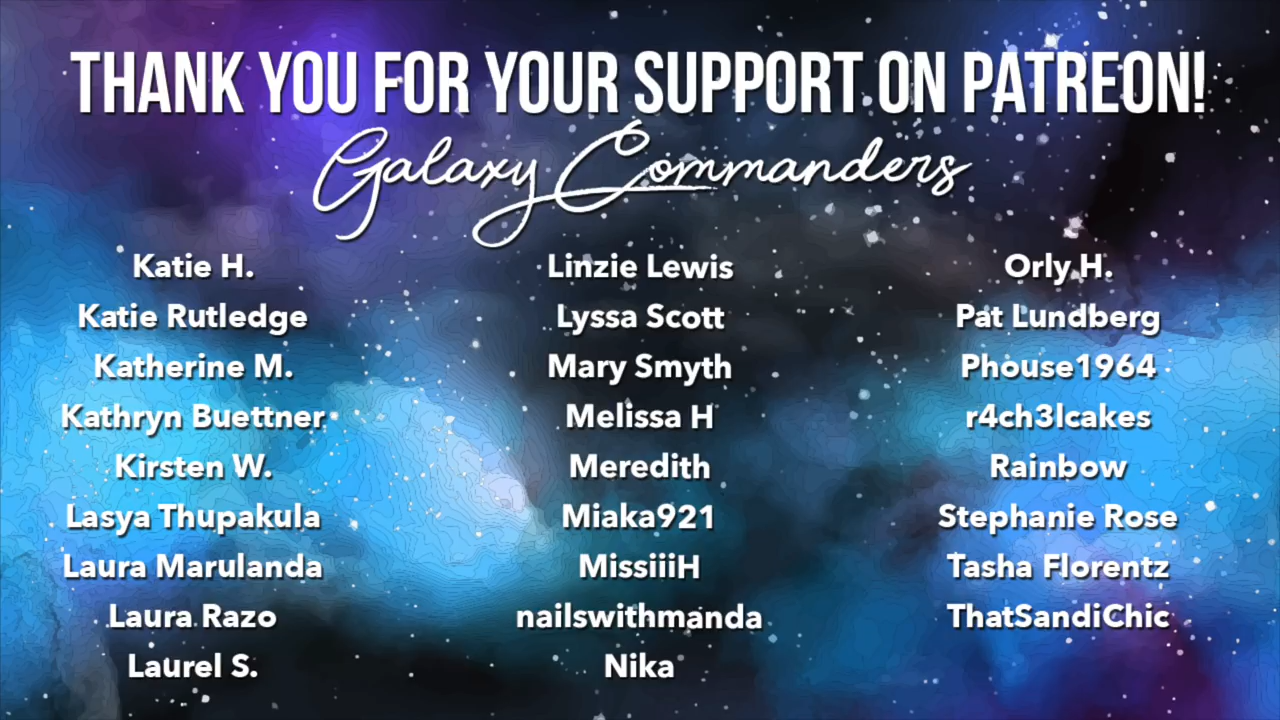 THANK YOU FOR YOUR SUPPORT ON PATREON!
Galaxy Commanders
Katie H.
Katie Rutledge
Katherine M.
Kathryn Buettner
Kirsten W.
Lasya Thupakula
Laura Marulanda
Laura Razo
Laurel S.
Linzie Lewis
Lyssa Scott
Mary Smyth
Melissa H
Meredith
Miaka921
MissiiiH
nailswithmanda
Nika
Orly H.
Pat Lundberg
Phouse1964
r4ch3lcakes
Rainbow
Stephanie Rose
Tasha Florentz
ThatSandiChic